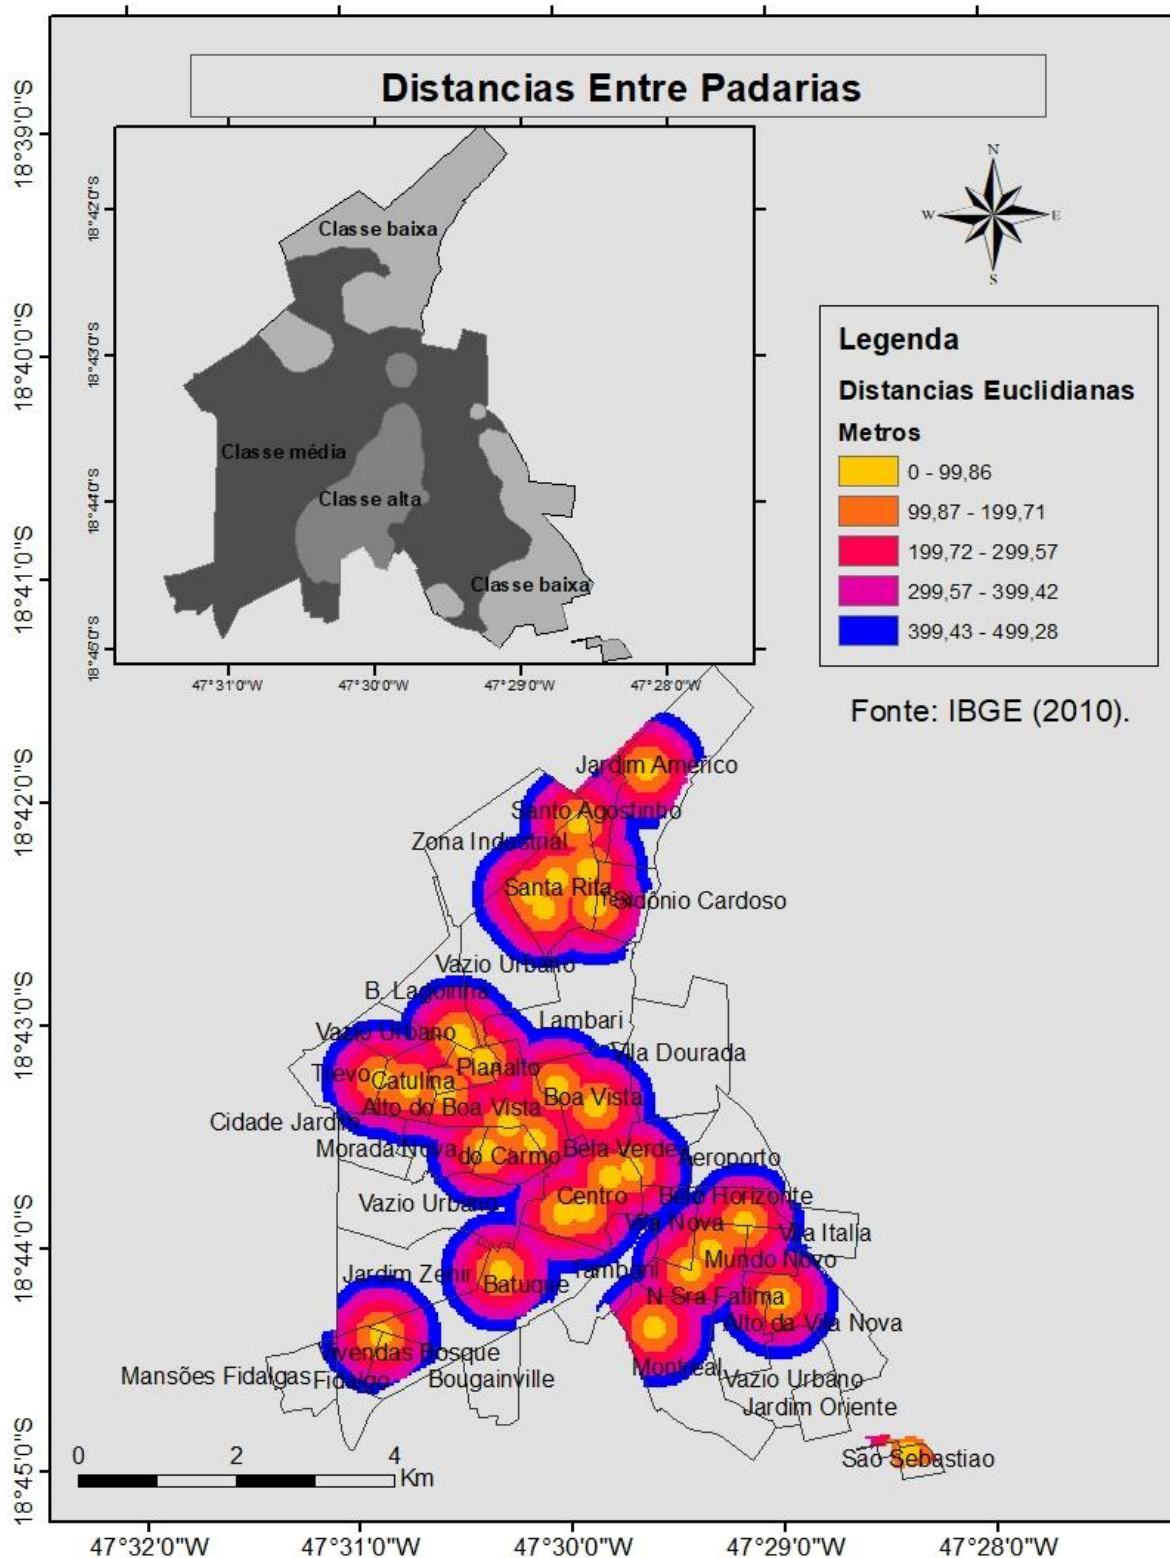 Distancias Entre Padarias
18°39'0"S
18°40'0"S
18°41'0"S
18°42'0"S
18°43'0"S
18°44'0"S
18°45'0"S
18°42'0"S
18°43'0"S
18°44'0"S
18°45'0"S
Classe baixa
Classe média
Classe alta
Classe baixa
47°31'0"W
47°30'0"W
47°29'0"W
47°28'0"W
N
W
E
S
Legenda
Distancias Euclidianas
Metros
0 - 99,86
99,87 - 199,71
199,72 - 299,57
299,57 - 399,42
399,43 - 499,28
Fonte: IBGE (2010).
Jardim Americo
Santo Agostinho
Zona Industrial
Santa Rita
Sidônio Cardoso
Vazio Urbano
B. Lagoinha
Lambari
Vazio Urbano
Vila Dourada
Planalto
Trevo
Catulina
Boa Vista
Alto do Boa Vista
Cidade Jardim
Morada Nova
do Carmo
Bela Verde
Aeroporto
Vazio Urbano
Centro
Belo Horizonte
Vila Nova
Vila Italia
Mundo Novo
Jardim Zenir
Batuque
Tamboril
N Sra Fatima
Alto da Vila Nova
Vivendas Bosque
Mansões Fidalgas
Fidalgo
Bougainville
Montreal
Vazio Urbano
Jardim Oriente
São Sebastiao
0
2
4
Km
47°32'0"W
47°31'0"W
47°30'0"W
47°29'0"W
47°28'0"W